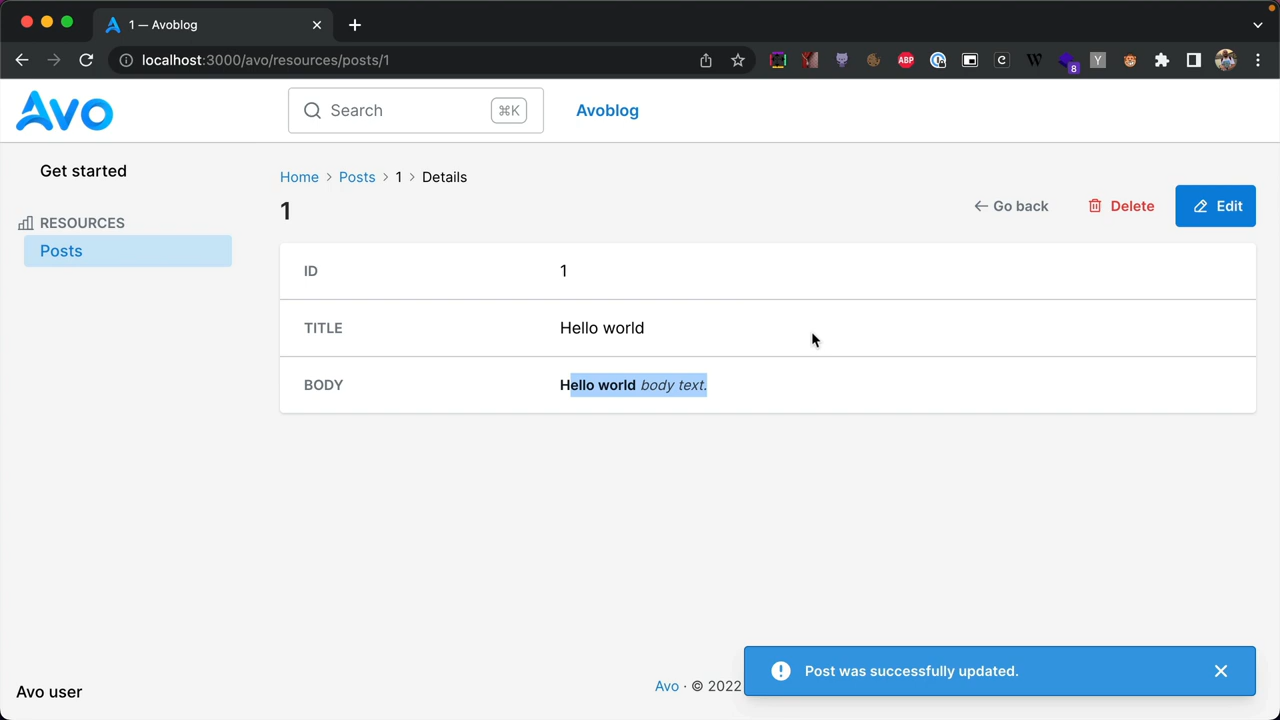 1 — Avoblog
localhost:3000/avo/resources/posts/1
ABP
C
W
8
Y
Avo
Search
⌘K
Avoblog
Get started
Home > Posts > 1 > Details
1
← Go back
Delete
Edit
RESOURCES
Posts
ID
1
TITLE
Hello world
BODY
Hello world body text.
Post was successfully updated.
Avo user
Avo · © 2022